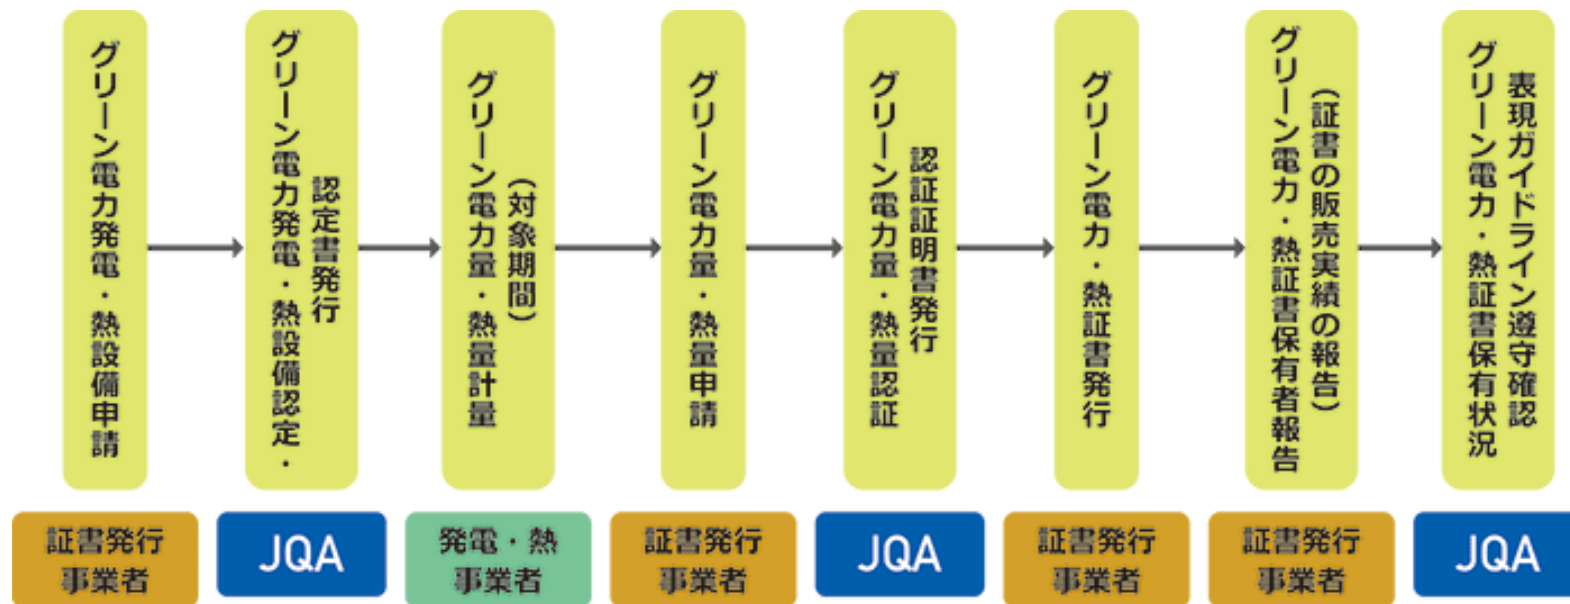 グリーン電力発電・熱設備申請
グリーン電力発電・熱設備認定・
認定書発行
グリーン電力量・熱量計量
（対象期間）
グリーン電力量・熱量申請
グリーン電力量・熱量認証
認証証明書発行
グリーン電力・熱証書発行
グリーン電力・熱証書保有者報告
（証書の販売実績の報告）
グリーン電力・熱証書保有状況
表現ガイドライン遵守確認
証書発行
事業者
JQA
発電・熱
事業者
証書発行
事業者
JQA
証書発行
事業者
証書発行
事業者
JQA